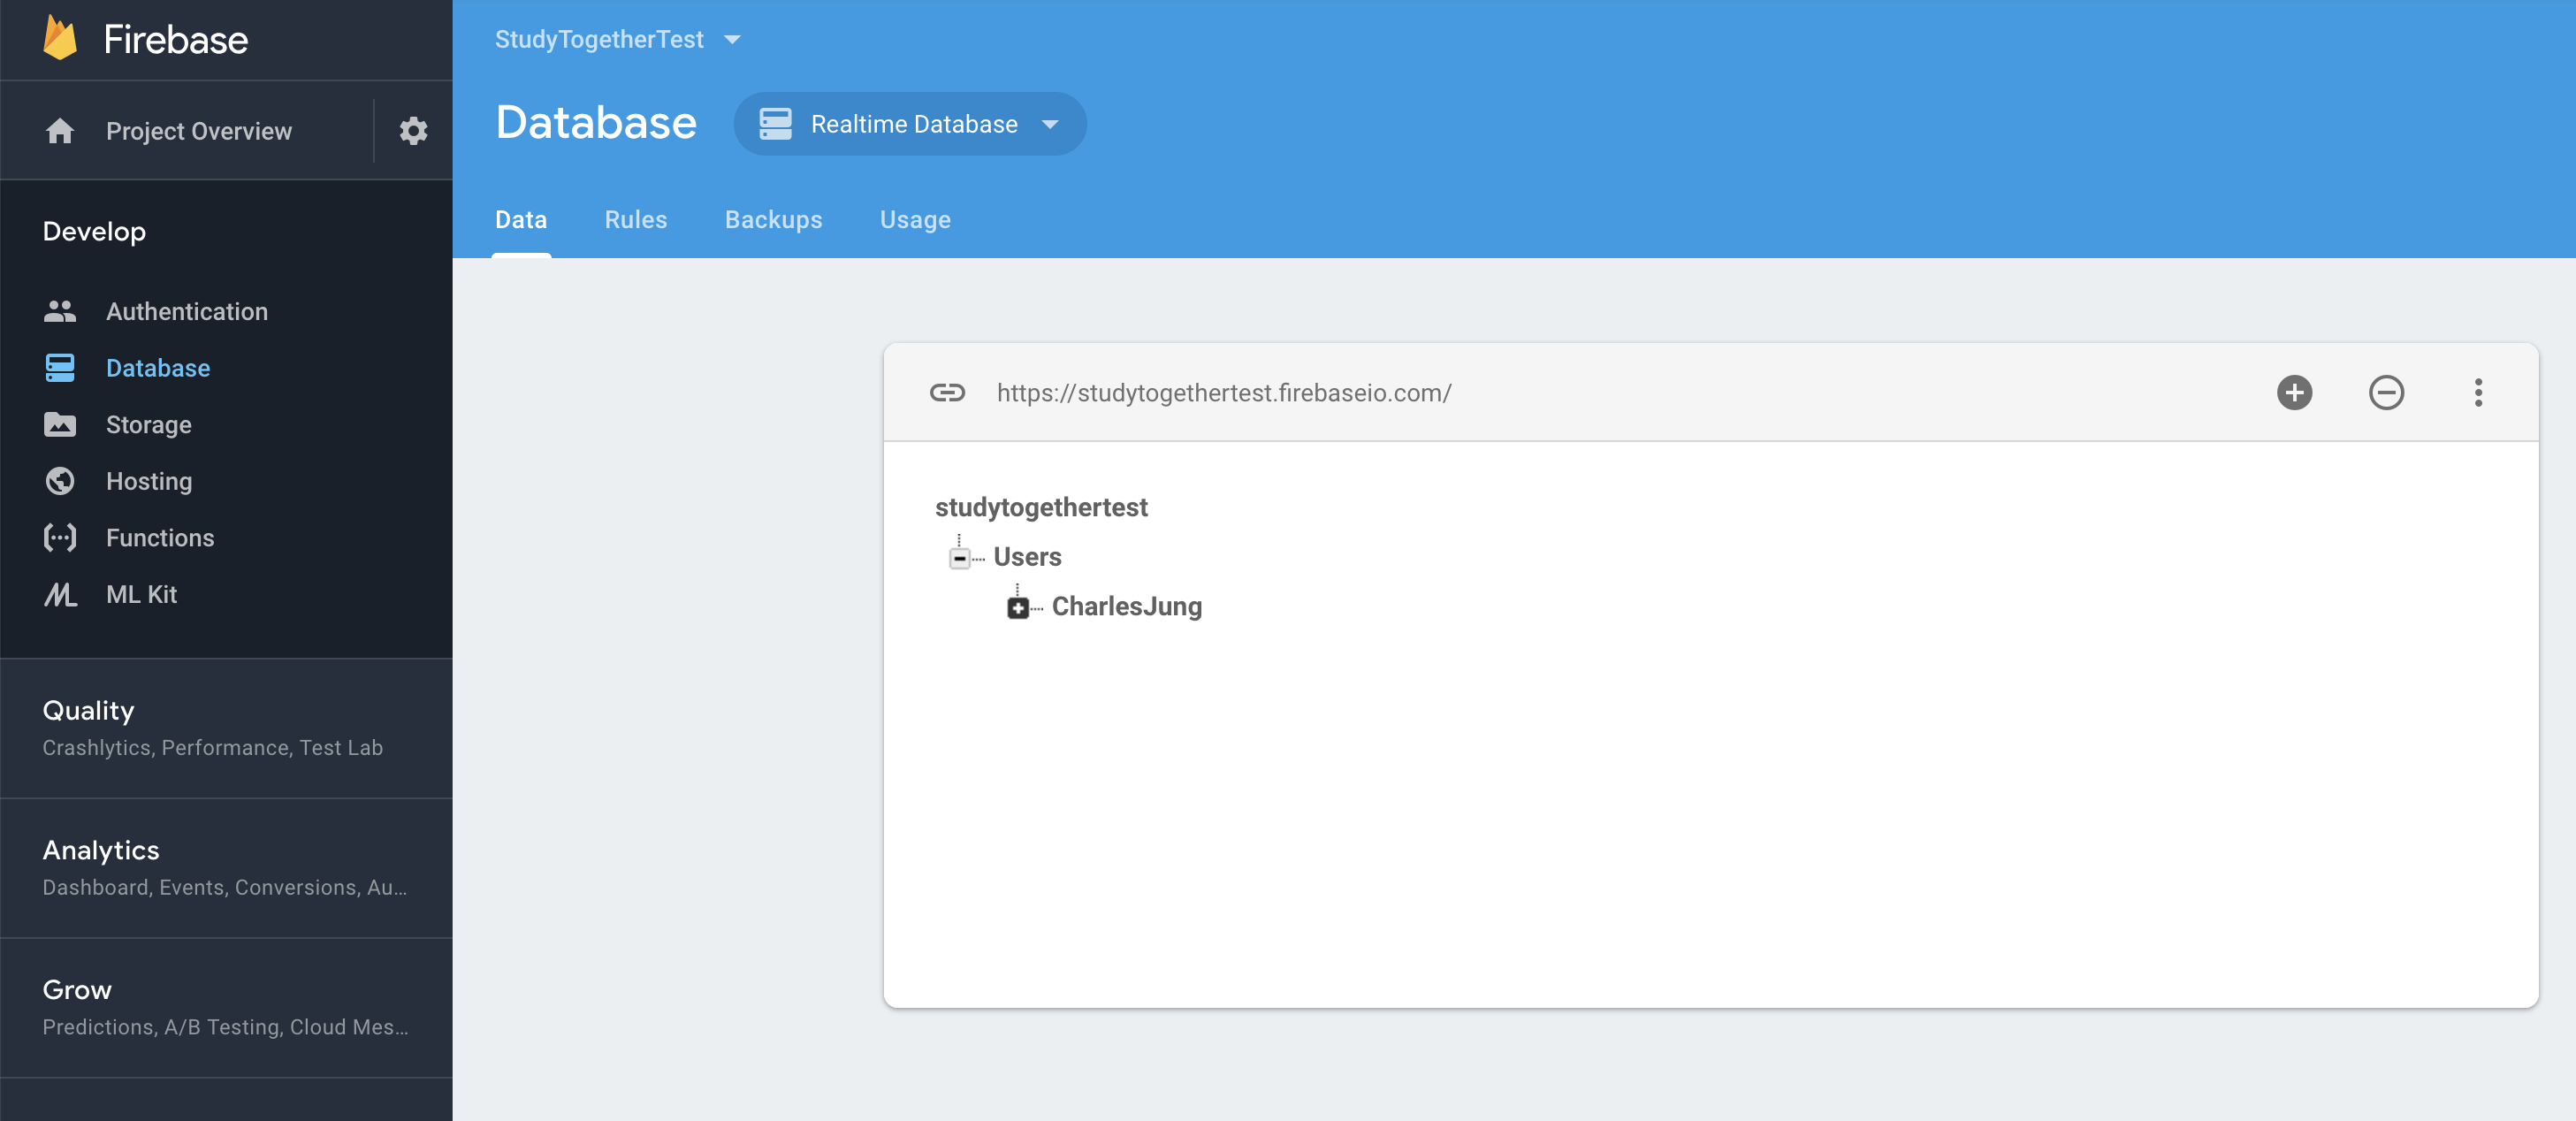 Firebase
Project Overview
Develop
Authentication
Database
Storage
Hosting
Functions
ML Kit
Quality
Crashlytics, Performance, Test Lab
Analytics
Dashboard, Events, Conversions, Au...
Grow
Predictions, A/B Testing, Cloud Mes...
StudyTogetherTest
Database Realtime Database
Data Rules Backups Usage
https://studytogethertest.firebaseio.com/
studytogethertest
Users
CharlesJung